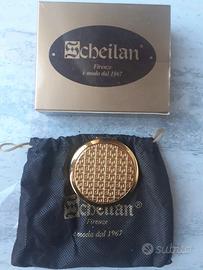 Scheilan
Firenze
è moda dal 1967
Scheilan
Firenze
è moda dal 1967
subito